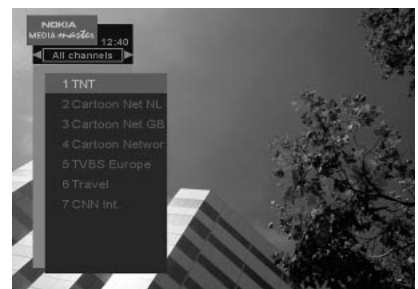 NOKIA
MEDIA master
12:40
All channels
1 TNT
2 Cartoon Net NL
3 Cartoon Net GB
4 Cartoon Networ
5 TVBS Europe
6 Travel
7 CNN Int.